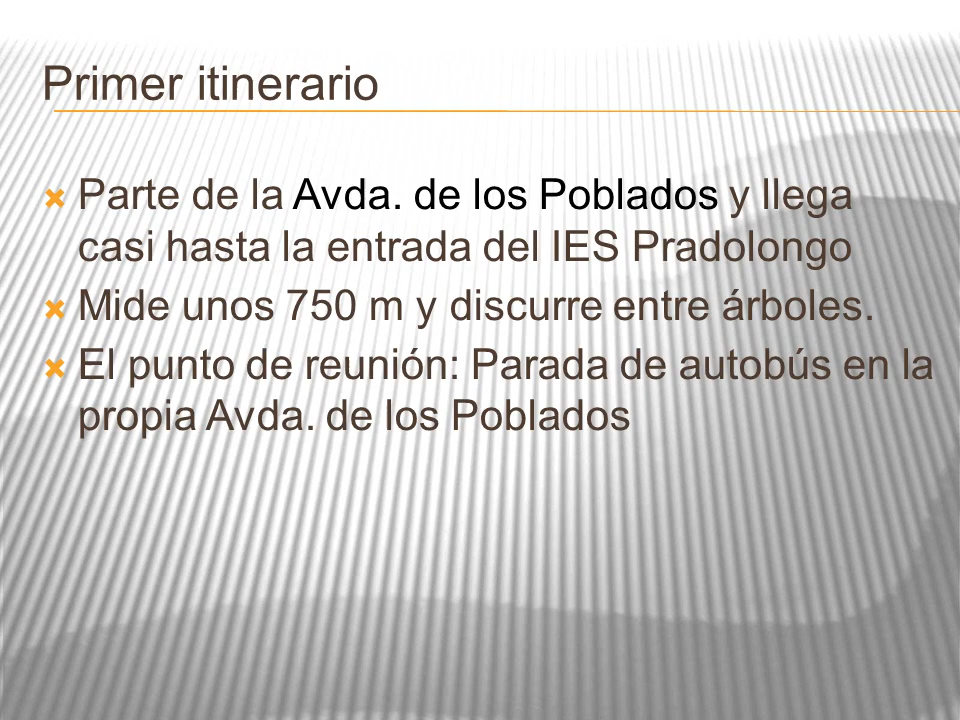 Primer itinerario
Parte de la Avda. de los Poblados y llega
casi hasta la entrada del IES Pradolongo
Mide unos 750 m y discurre entre árboles.
El punto de reunión: Parada de autobús en la
propia Avda. de los Poblados